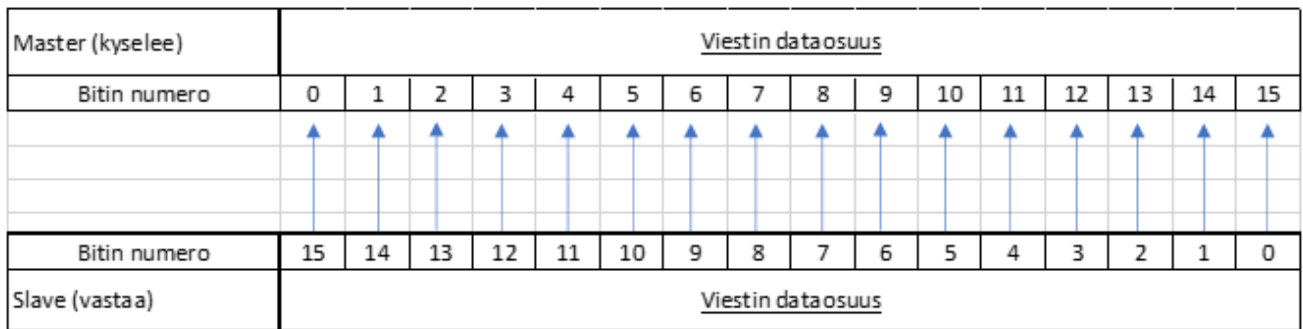 Master (kyselee) Viestin dataosuus
Bitin numero 0 1 2 3 4 5 6 7 8 9 10 11 12 13 14 15
Bitin numero 15 14 13 12 11 10 9 8 7 6 5 4 3 2 1 0
Slave (vastaa) Viestin dataosuus